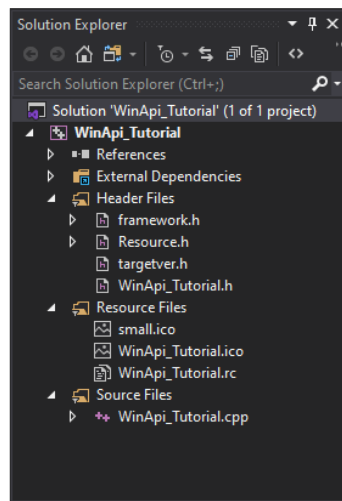 Solution Explorer
Search Solution Explorer (Ctrl+;)
Solution 'WinApi_Tutorial' (1 of 1 project)
WinApi_Tutorial
References
External Dependencies
Header Files
framework.h
Resource.h
targetver.h
WinApi_Tutorial.h
Resource Files
small.ico
WinApi_Tutorial.ico
WinApi_Tutorial.rc
Source Files
WinApi_Tutorial.cpp